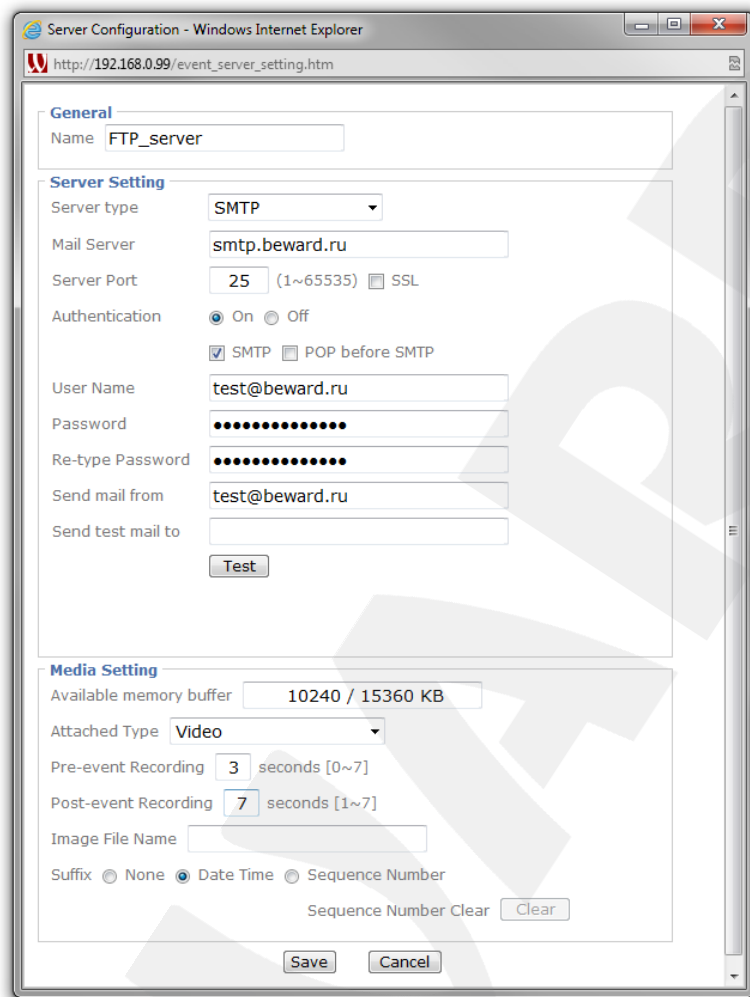 Server Configuration - Windows Internet Explorer
http://192.168.0.99/event_server_setting.htm
General
Name FTP_server
Server Setting
Server type SMTP
Mail Server smtp.beward.ru
Server Port 25 (1~65535) SSL
Authentication On Off
SMTP POP before SMTP
User Name test@beward.ru
Password ••••••••••••••
Re-type Password ••••••••••••••
Send mail from test@beward.ru
Send test mail to
Test
Media Setting
Available memory buffer 10240 / 15360 KB
Attached Type Video
Pre-event Recording 3 seconds [0~7]
Post-event Recording 7 seconds [1~7]
Image File Name
Suffix None Date Time Sequence Number
Sequence Number Clear Clear
Save Cancel